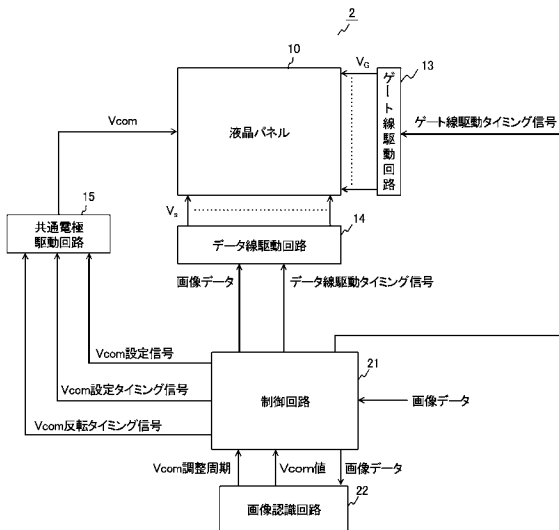 2
10
液晶パネル
VG
13
ゲート線駆動回路
ゲート線駆動タイミング信号
Vcom
15
共通電極
駆動回路
Vs
14
データ線駆動回路
画像データ
データ線駆動タイミング信号
Vcom設定信号
Vcom設定タイミング信号
Vcom反転タイミング信号
21
制御回路
画像データ
Vcom調整周期
Vcom値
画像データ
22
画像認識回路